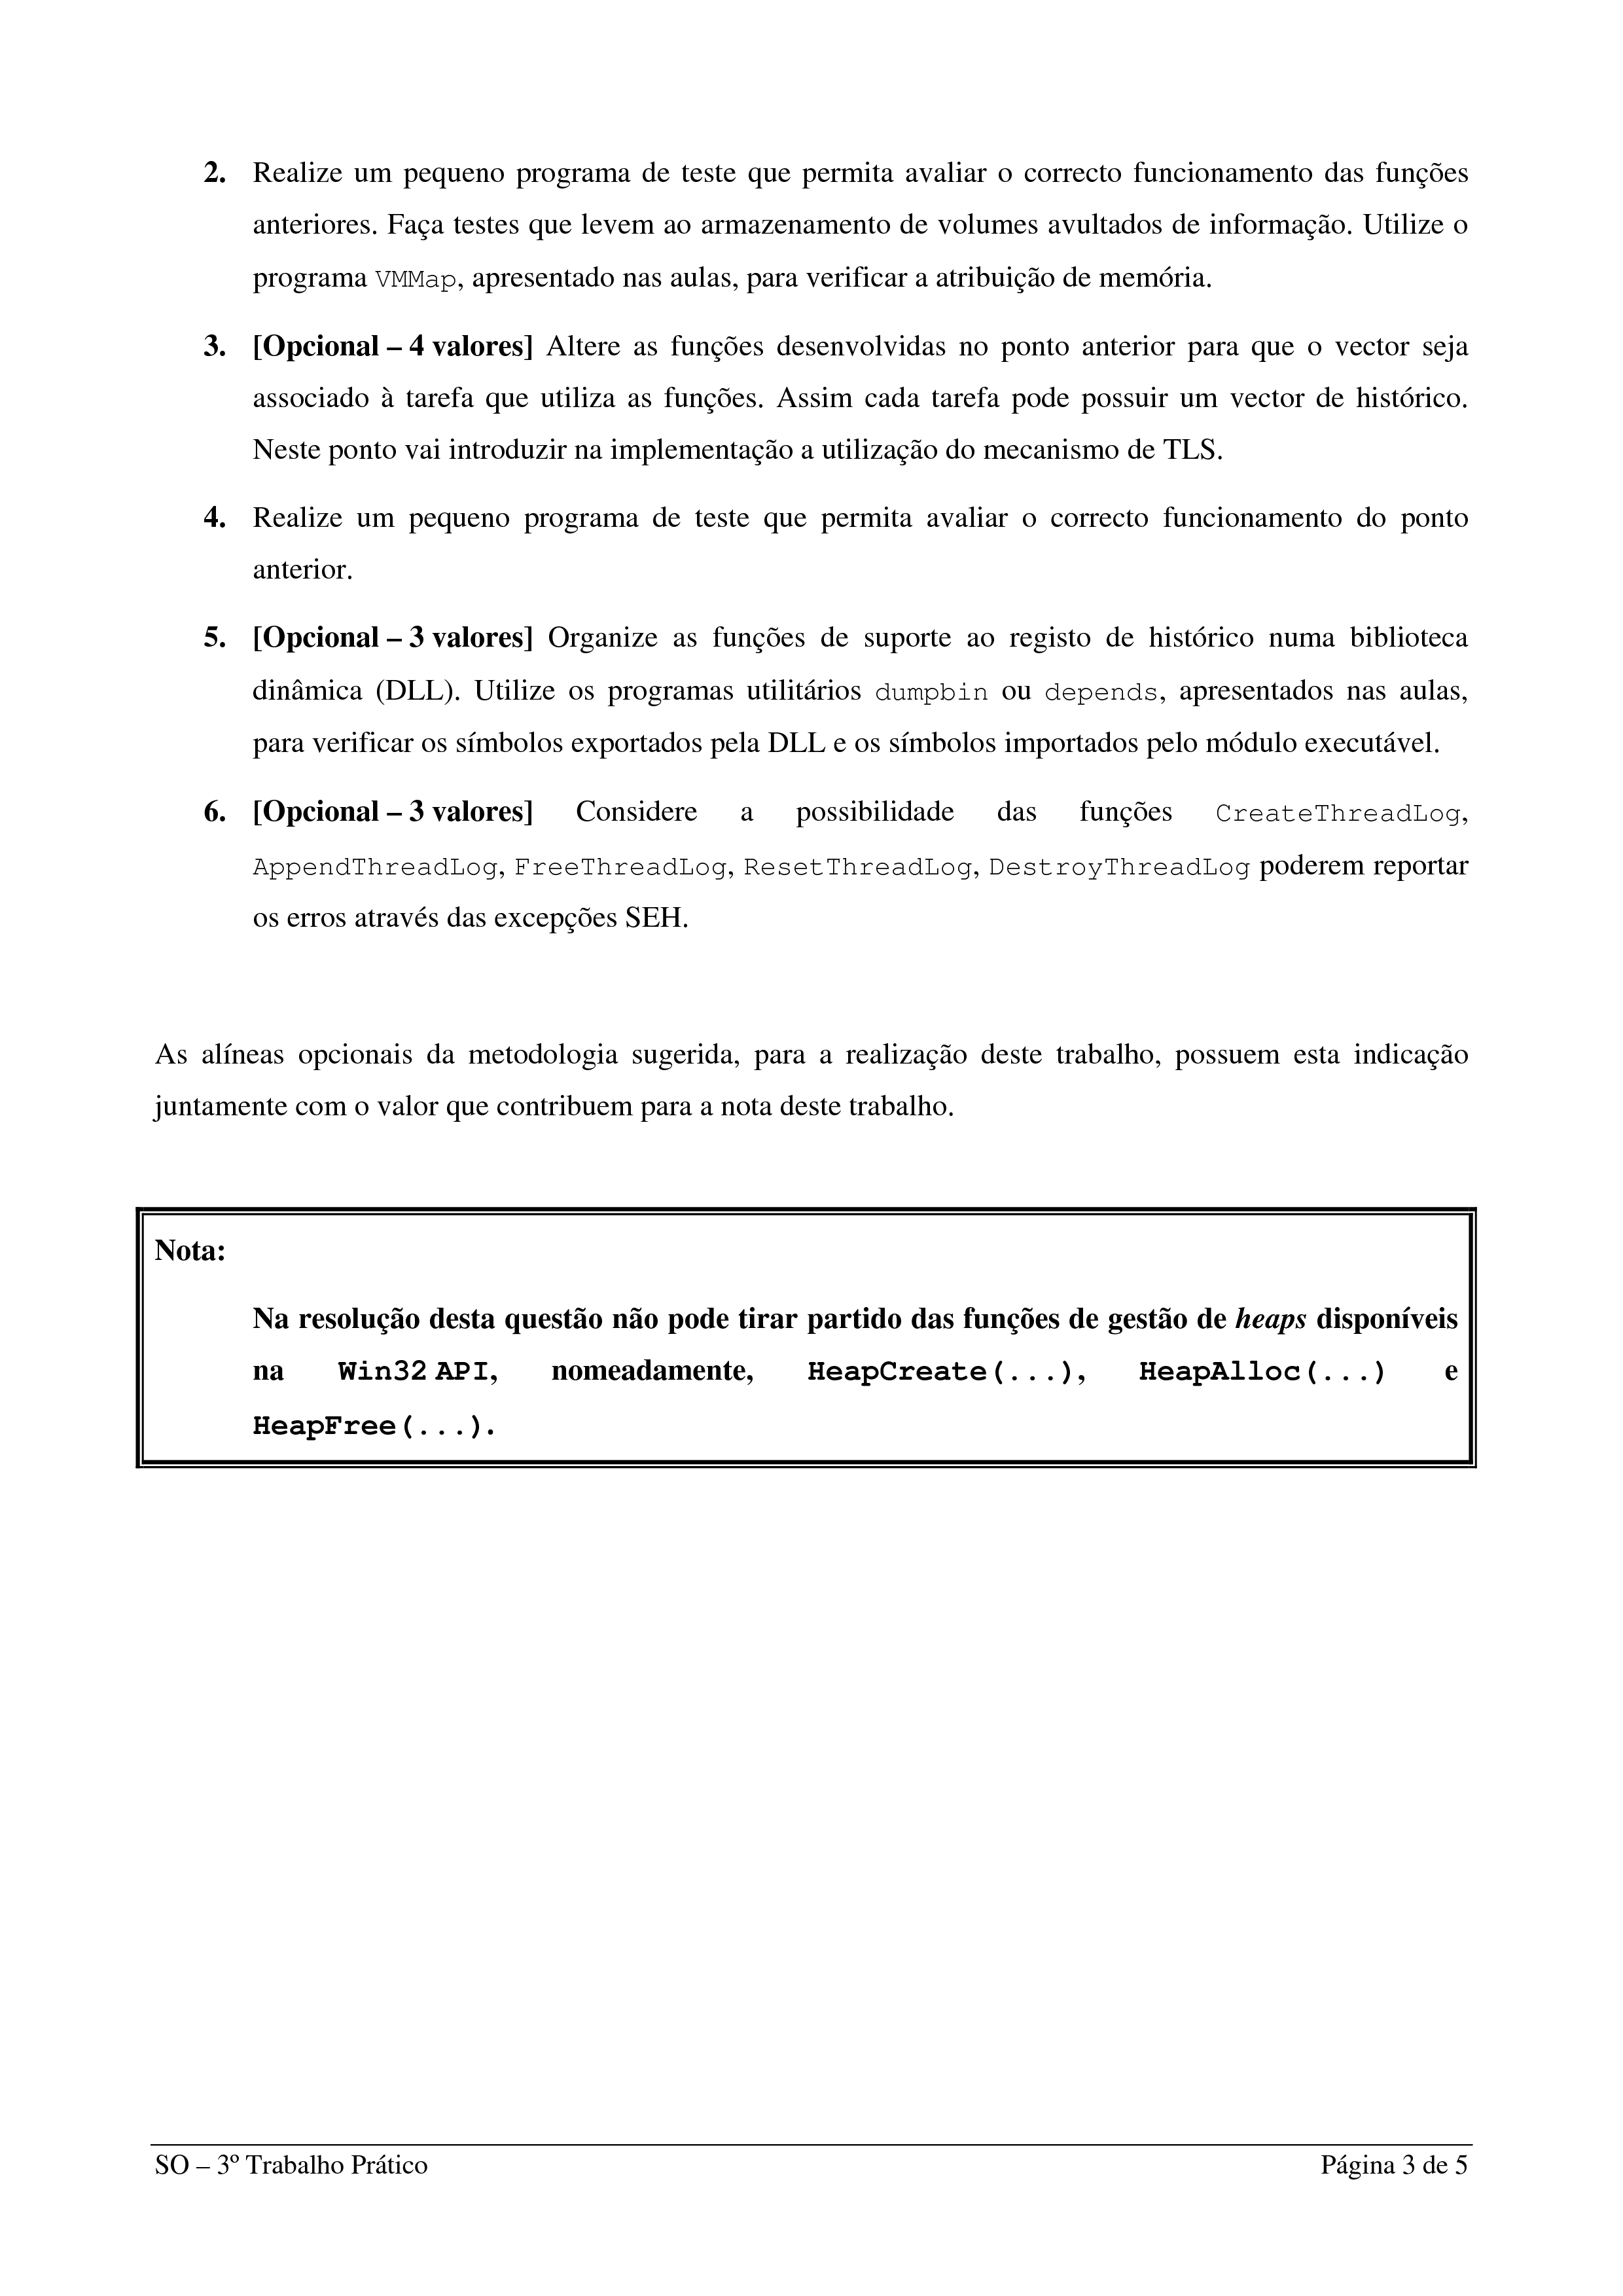 2. Realize um pequeno programa de teste que permita avaliar o correcto funcionamento das funções
anteriores. Faça testes que levem ao armazenamento de volumes avultados de informação. Utilize o
programa VMMap, apresentado nas aulas, para verificar a atribuição de memória.
3. [Opcional – 4 valores] Altere as funções desenvolvidas no ponto anterior para que o vector seja
associado à tarefa que utiliza as funções. Assim cada tarefa pode possuir um vector de histórico.
Neste ponto vai introduzir na implementação a utilização do mecanismo de TLS.
4. Realize um pequeno programa de teste que permita avaliar o correcto funcionamento do ponto
anterior.
5. [Opcional – 3 valores] Organize as funções de suporte ao registo de histórico numa biblioteca
dinâmica (DLL). Utilize os programas utilitários dumpbin ou depends, apresentados nas aulas,
para verificar os símbolos exportados pela DLL e os símbolos importados pelo módulo executável.
6. [Opcional – 3 valores] Considere a possibilidade das funções CreateThreadLog,
AppendThreadLog, FreeThreadLog, ResetThreadLog, DestroyThreadLog poderem reportar
os erros através das excepções SEH.
As alíneas opcionais da metodologia sugerida, para a realização deste trabalho, possuem esta indicação
juntamente com o valor que contribuem para a nota deste trabalho.
Nota:
Na resolução desta questão não pode tirar partido das funções de gestão de heaps disponíveis
na Win32 API, nomeadamente, HeapCreate(...), HeapAlloc(...) e
HeapFree(...).
SO – 3º Trabalho Prático Página 3 de 5